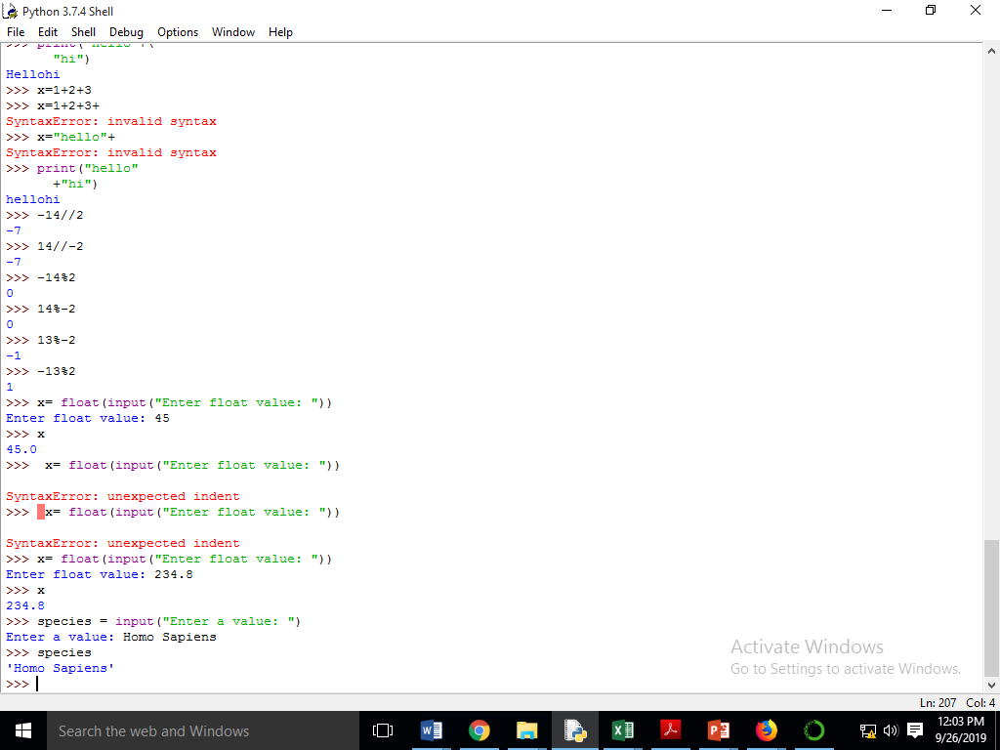 Python 3.7.4 Shell
File Edit Shell Debug Options Window Help
"hi")
Hellohi
>>> x=1+2+3
>>> x=1+2+3+
SyntaxError: invalid syntax
>>> x="hello"+
SyntaxError: invalid syntax
>>> print("hello"
+"hi")
hellohi
>>> -14//2
-7
>>> 14//-2
-7
>>> -14%2
0
>>> 14%-2
0
>>> 13%-2
-1
>>> -13%2
1
>>> x= float(input("Enter float value: "))
Enter float value: 45
>>> x
45.0
>>>  x= float(input("Enter float value: "))
SyntaxError: unexpected indent
>>>  x= float(input("Enter float value: "))
SyntaxError: unexpected indent
>>> x= float(input("Enter float value: "))
Enter float value: 234.8
>>> x
234.8
>>> species = input("Enter a value: ")
Enter a value: Homo Sapiens
>>> species
'Homo Sapiens'
>>>
Activate Windows
Go to Settings to activate Windows.
Ln: 207 Col: 4
Search the web and Windows
12:03 PM
9/26/2019